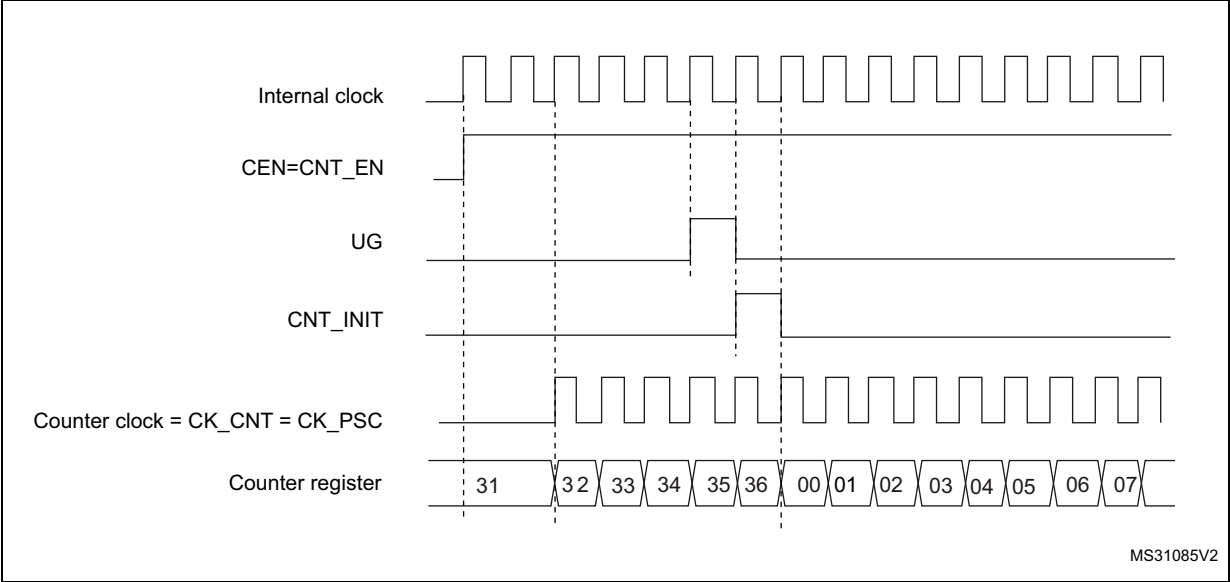 Internal clock
CEN=CNT_EN
UG
CNT_INIT
Counter clock = CK_CNT = CK_PSC
Counter register 31 32 33 34 35 36 00 01 02 03 04 05 06 07
MS31085V2